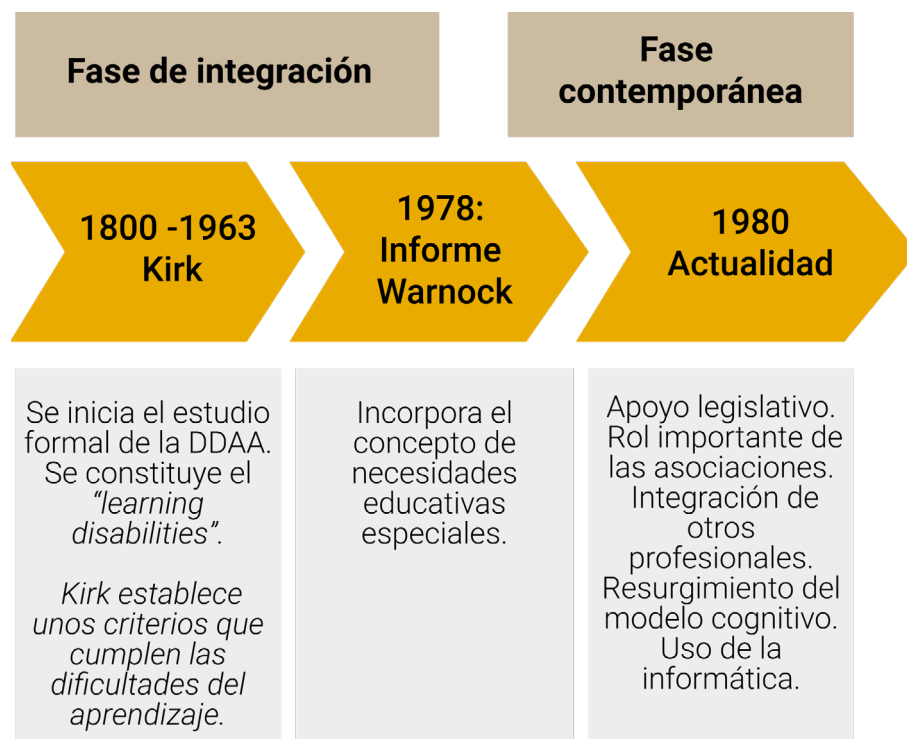 Fase de integración
Fase
contemporánea
1800 -1963
Kirk
1978:
Informe
Warnock
1980
Actualidad
Se inicia el estudio
formal de la DDAA.
Se constituye el
“learning
disabilities”.
Kirk establece
unos criterios que
cumplen las
dificultades del
aprendizaje.
Incorpora el
concepto de
necesidades
educativas
especiales.
Apoyo legislativo.
Rol importante de
las asociaciones.
Integración de
otros
profesionales.
Resurgimiento del
modelo cognitivo.
Uso de la
informática.